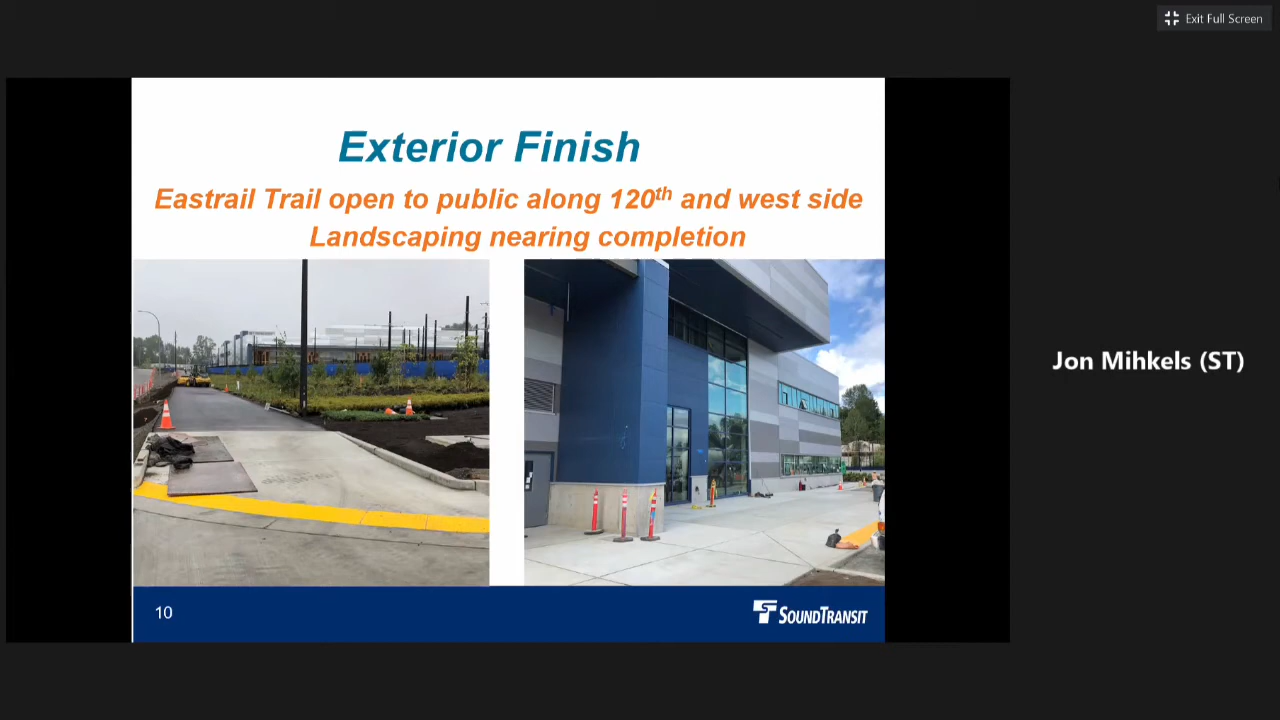 Exit Full Screen
Exterior Finish
Eastrail Trail open to public along 120th and west side
Landscaping nearing completion
Jon Mihkels (ST)
10
SOUNDTRANSIT